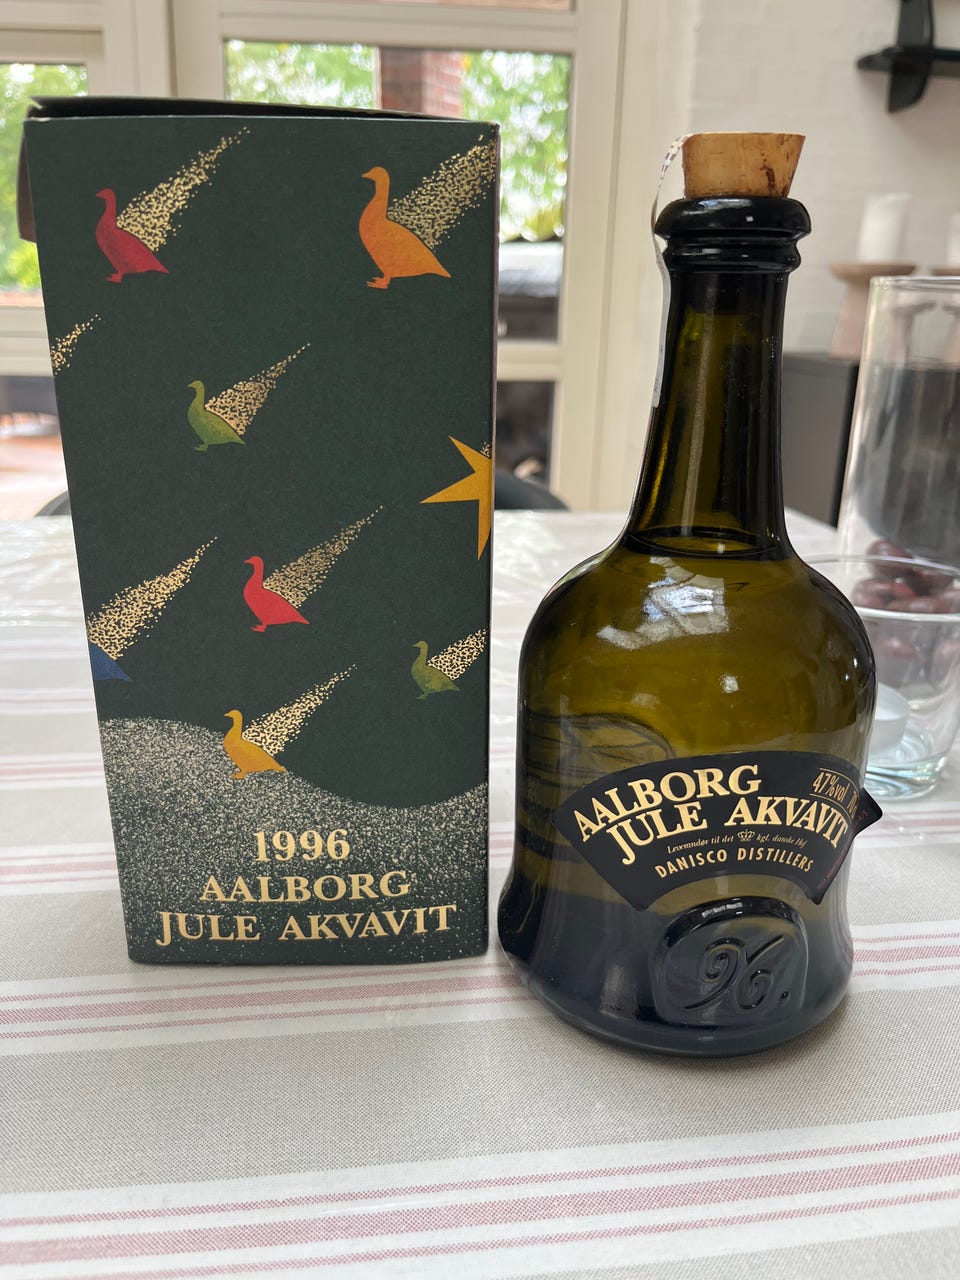 1996
AALBORG
JULE AKVAVIT
AALBORG
JULE AKVAVIT
47%vol
Leverandør til det kgl. danske Hof
DANISCO DISTILLERS
96.